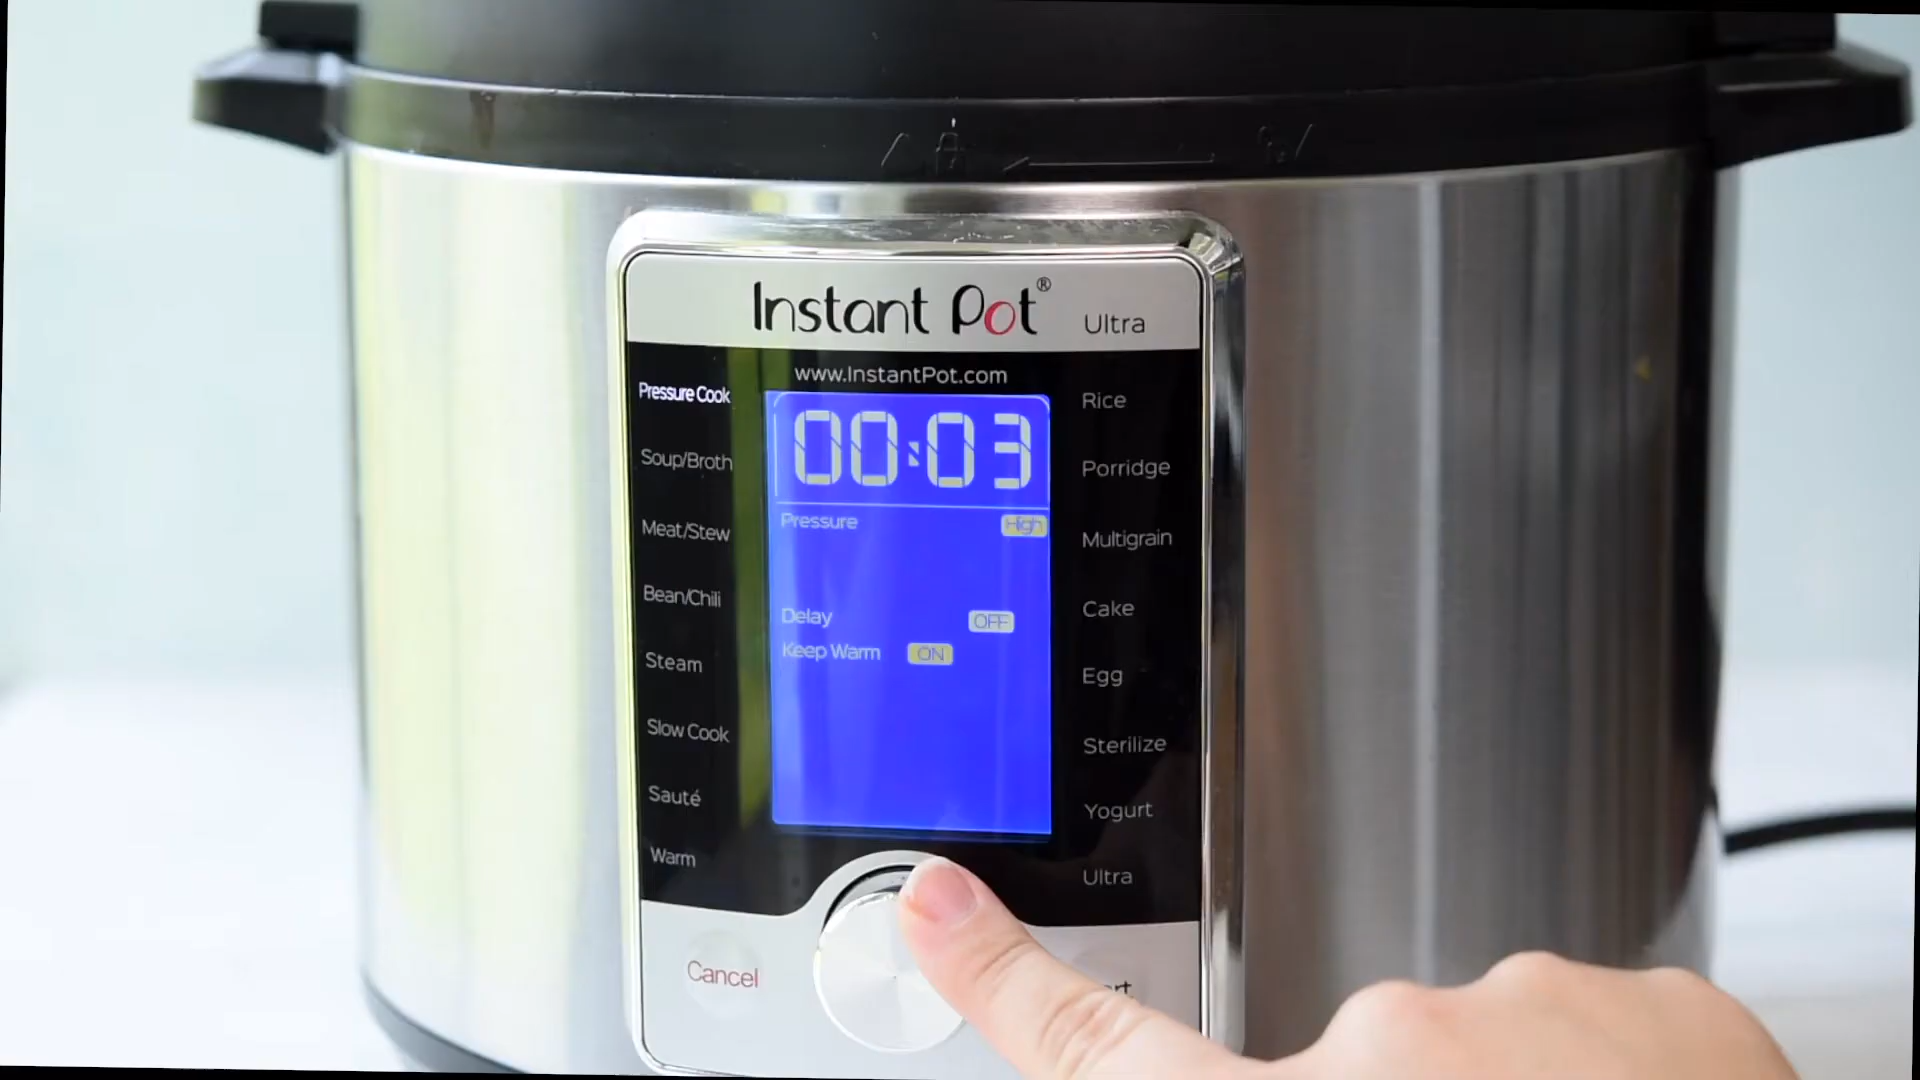 Instant Pot® Ultra
www.InstantPot.com
Pressure Cook
Soup/Broth
Meat/Stew
Bean/Chili
Steam
Slow Cook
Sauté
Warm
00:03
Pressure High
Delay OFF
Keep Warm ON
Rice
Porridge
Multigrain
Cake
Egg
Sterilize
Yogurt
Ultra
Cancel